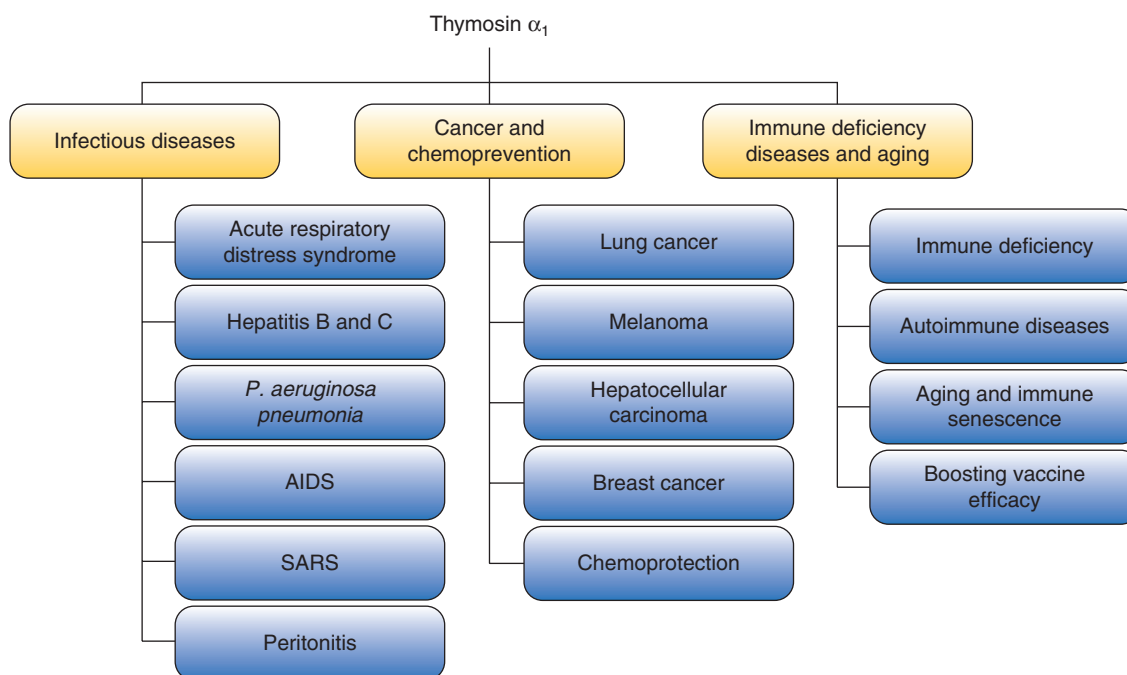 Thymosin α1
Infectious diseases
Cancer and
chemoprevention
Immune deficiency
diseases and aging
Acute respiratory
distress syndrome
Hepatitis B and C
P. aeruginosa
pneumonia
AIDS
SARS
Peritonitis
Lung cancer
Melanoma
Hepatocellular
carcinoma
Breast cancer
Chemoprotection
Immune deficiency
Autoimmune diseases
Aging and immune
senescence
Boosting vaccine
efficacy